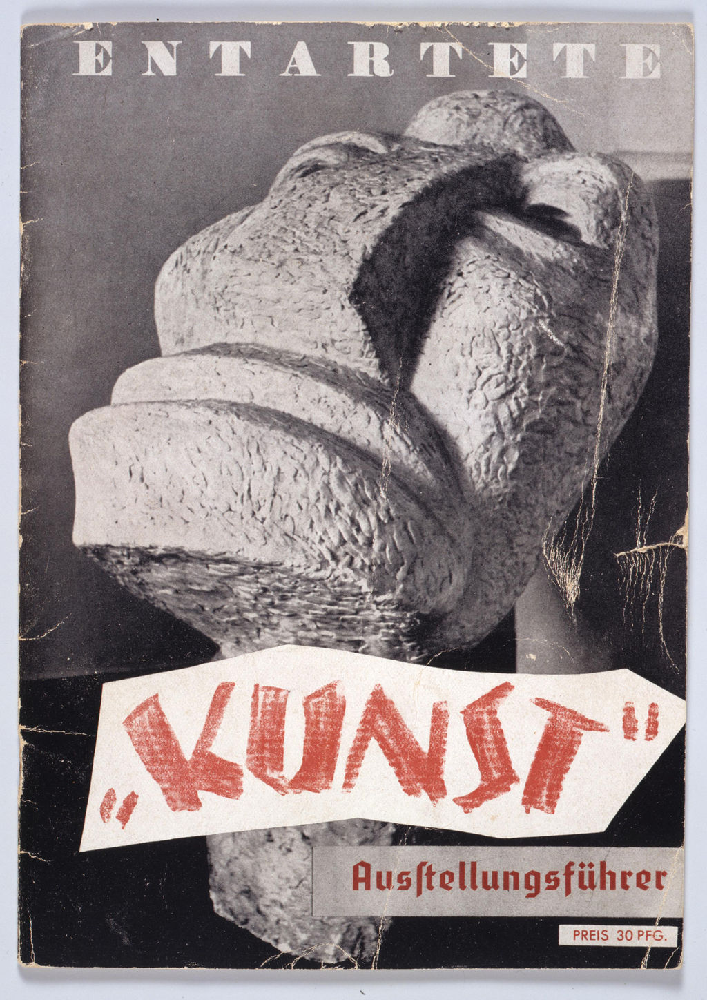 ENTARTETE
„KUNST"
Ausſtellungsführer
PREIS 30 PFG.